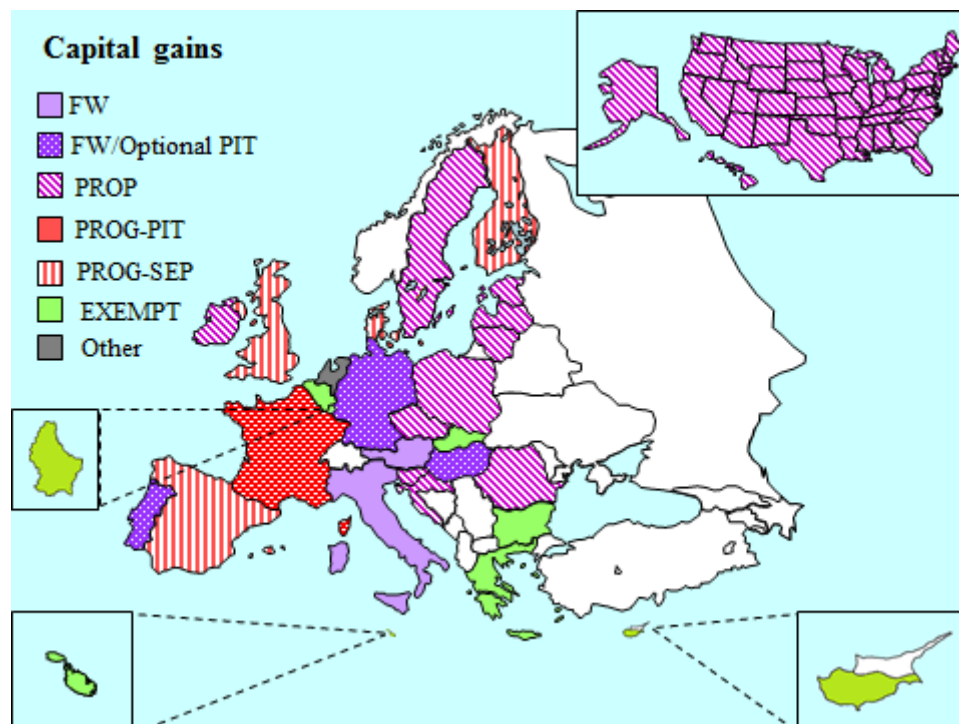 Capital gains
FW
FW/Optional PIT
PROP
PROG-PIT
PROG-SEP
EXEMPT
Other